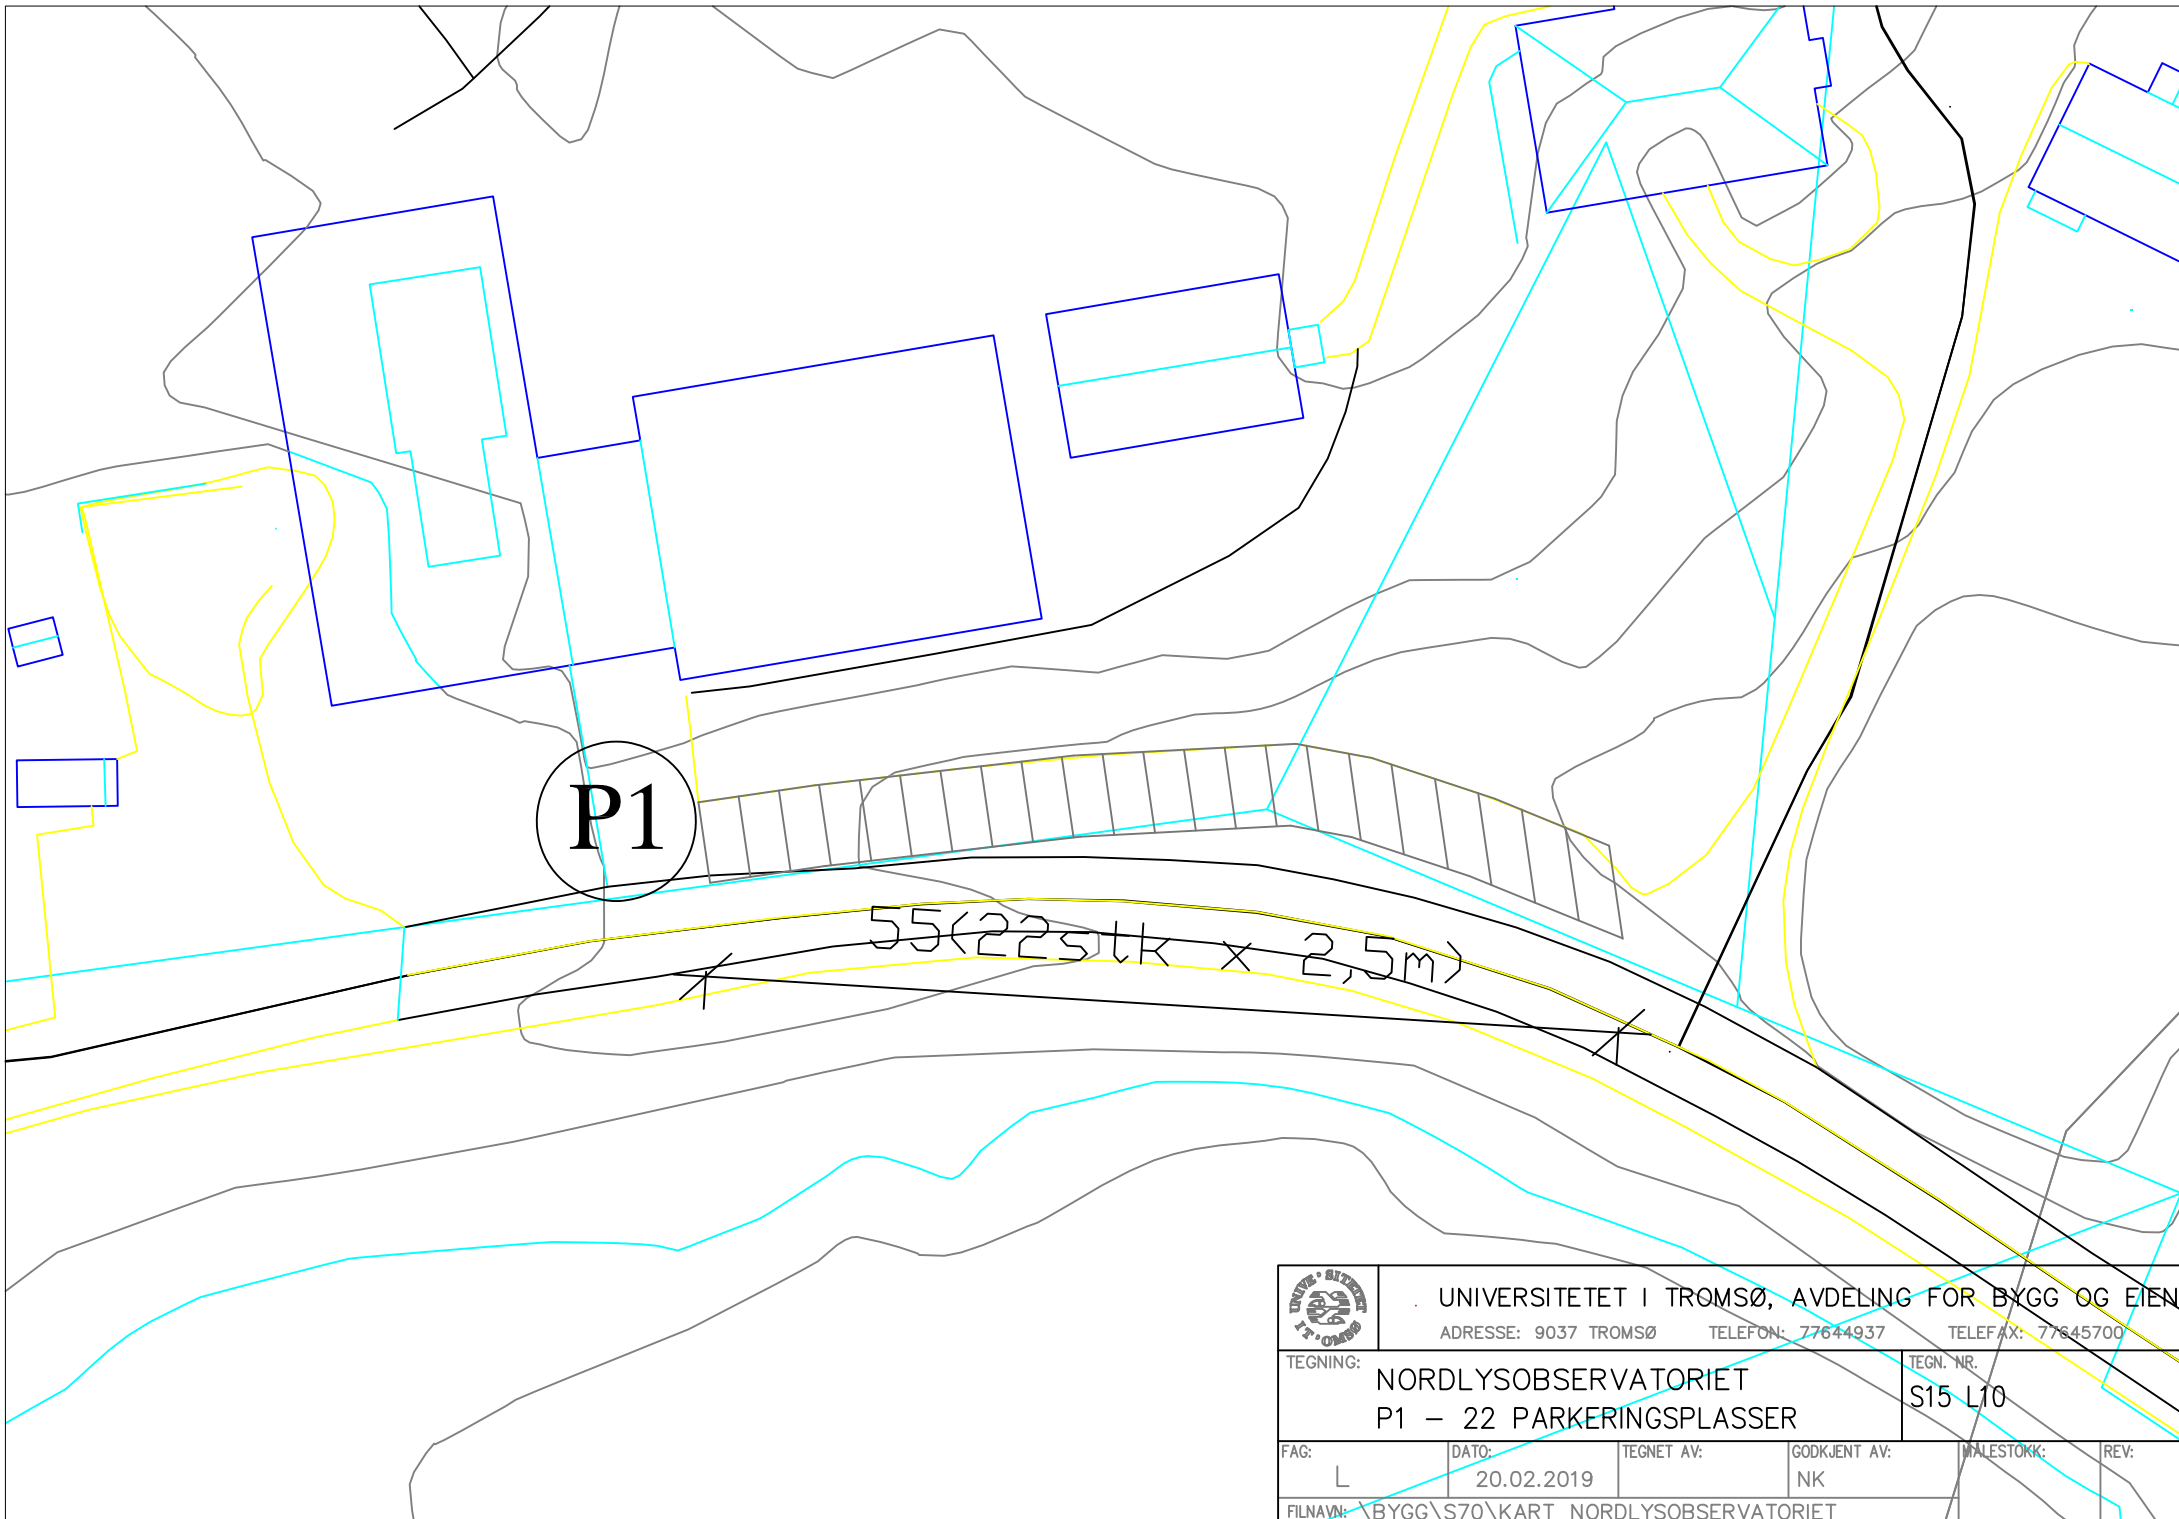 P1
55(22stk x 2,5m)
UNIVERSITETET I TROMSØ, AVDELING FOR BYGG OG EIEN
ADRESSE: 9037 TROMSØ TELEFON: 77644937 TELEFAX: 77645700
TEGNING:
NORDLYSOBSERVATORIET
P1 - 22 PARKERINGSPLASSER
TEGN. NR.
S15 L10
FAG: DATO: TEGNET AV: GODKJENT AV: MÅLESTOKK: REV:
L 20.02.2019 NK
FILNAVN: \BYGG\S70\KART NORDLYSOBSERVATORIET